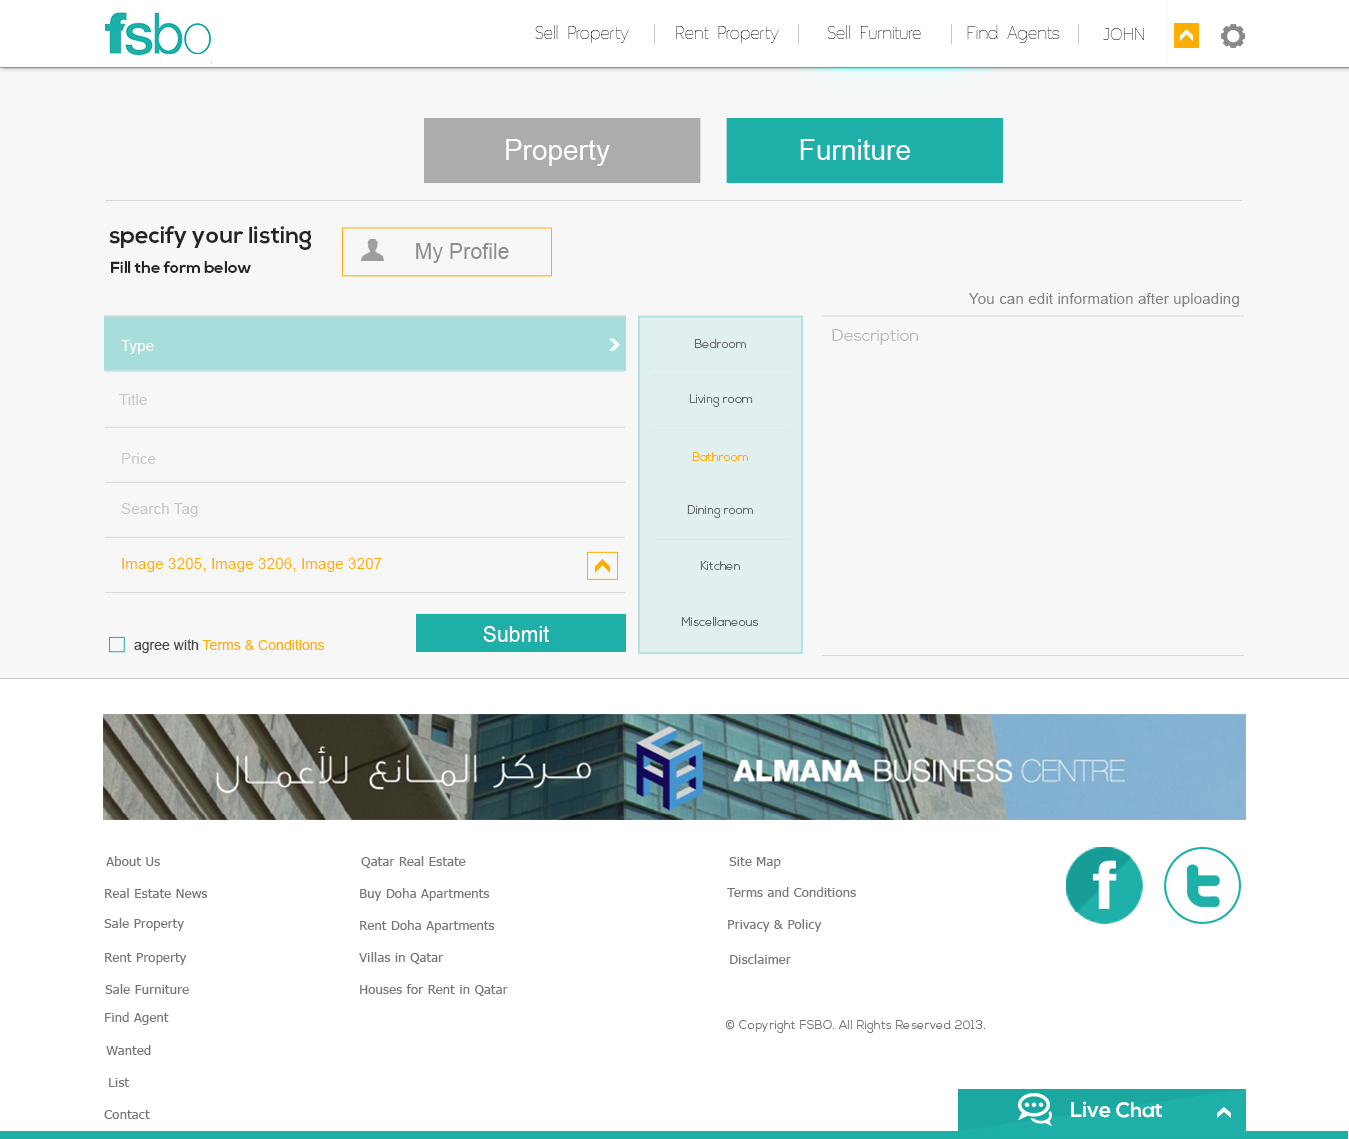 fsbo
Sell Property
Rent Property
Sell Furniture
Find Agents
JOHN
Property
Furniture
specify your listing
Fill the form below
My Profile
You can edit information after uploading
Type
Title
Price
Search Tag
Image 3205, Image 3206, Image 3207
agree with Terms & Conditions
Submit
Bedroom
Living room
Bathroom
Dining room
Kitchen
Miscellaneous
Description
مركز المانع للأعمال
ALMANA BUSINESS CENTRE
About Us
Real Estate News
Sale Property
Rent Property
Sale Furniture
Find Agent
Wanted
List
Contact
Qatar Real Estate
Buy Doha Apartments
Rent Doha Apartments
Villas in Qatar
Houses for Rent in Qatar
Site Map
Terms and Conditions
Privacy & Policy
Disclaimer
© Copyright FSBO. All Rights Reserved 2013.
Live Chat